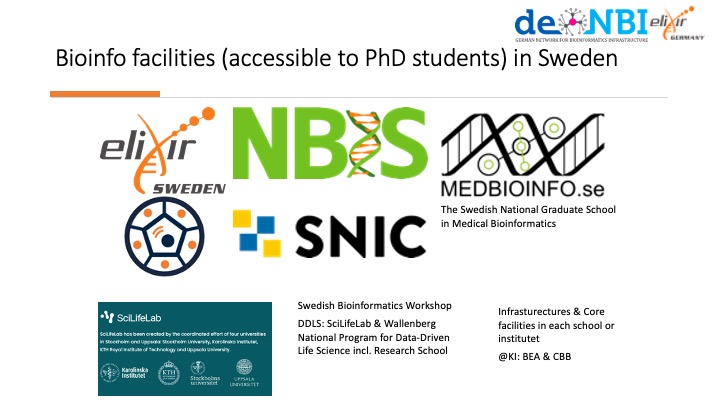 de.NBI
GERMAN NETWORK FOR BIOINFORMATICS INFRASTRUCTURE
elixir
GERMANY
Bioinfo facilities (accessible to PhD students) in Sweden
elixir
SWEDEN
NBIS
MEDBIOINFO.se
The Swedish National Graduate School
in Medical Bioinformatics
SNIC
SciLifeLab
SciLifeLab has been created by the coordinated effort of four universities
in Stockholm and Uppsala: Stockholm University, Karolinska Institutet,
KTH Royal Institute of Technology and Uppsala University.
Karolinska
Institutet
KTH
Stockholms
universitet
UPPSALA
UNIVERSITET
Swedish Bioinformatics Workshop
DDLS: SciLifeLab & Wallenberg
National Program for Data-Driven
Life Science incl. Research School
Infrasturectures & Core
facilities in each school or
institutet
@KI: BEA & CBB